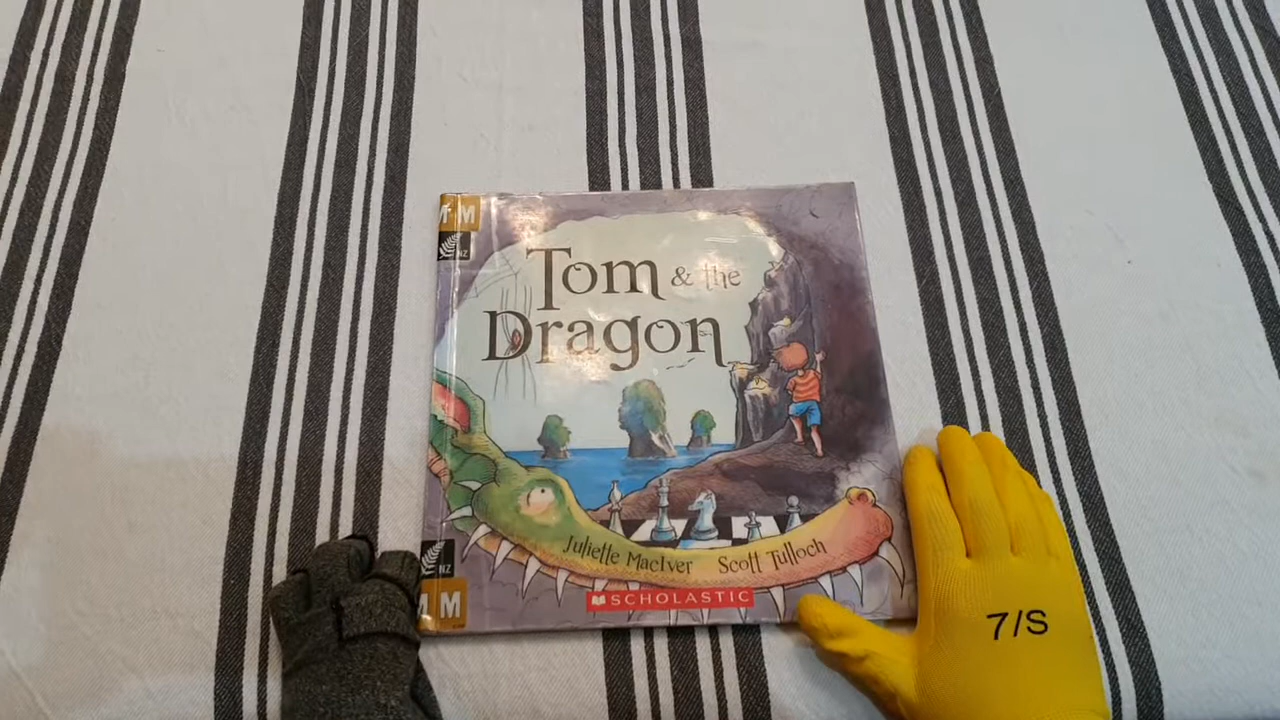 M M
NZ
Tom & the
Dragon
Juliette MacIver Scott Tulloch
NZ
M M
SCHOLASTIC
7/S